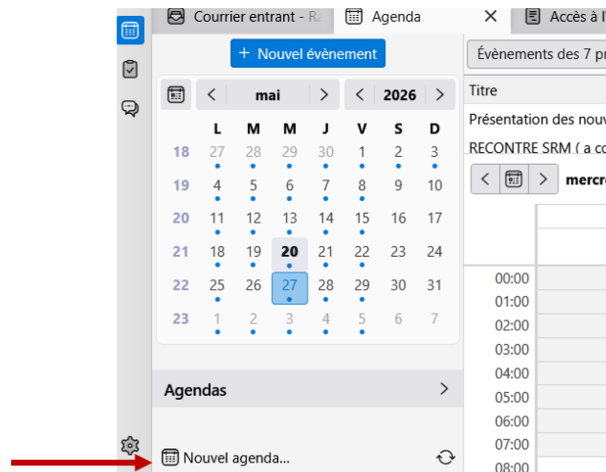 Courrier entrant - Ra
Agenda
Accès à l
+ Nouvel évènement
Évènements des 7 pr
mai
2026
Titre
L M M J V S D
Présentation des nouv
18 27 28 29 30 1 2 3
RECONTRE SRM ( a co
19 4 5 6 7 8 9 10
mercre
20 11 12 13 14 15 16 17
21 18 19 20 21 22 23 24
22 25 26 27 28 29 30 31
23 1 2 3 4 5 6 7
00:00
01:00
02:00
03:00
04:00
05:00
06:00
07:00
08:00
Agendas
Nouvel agenda...